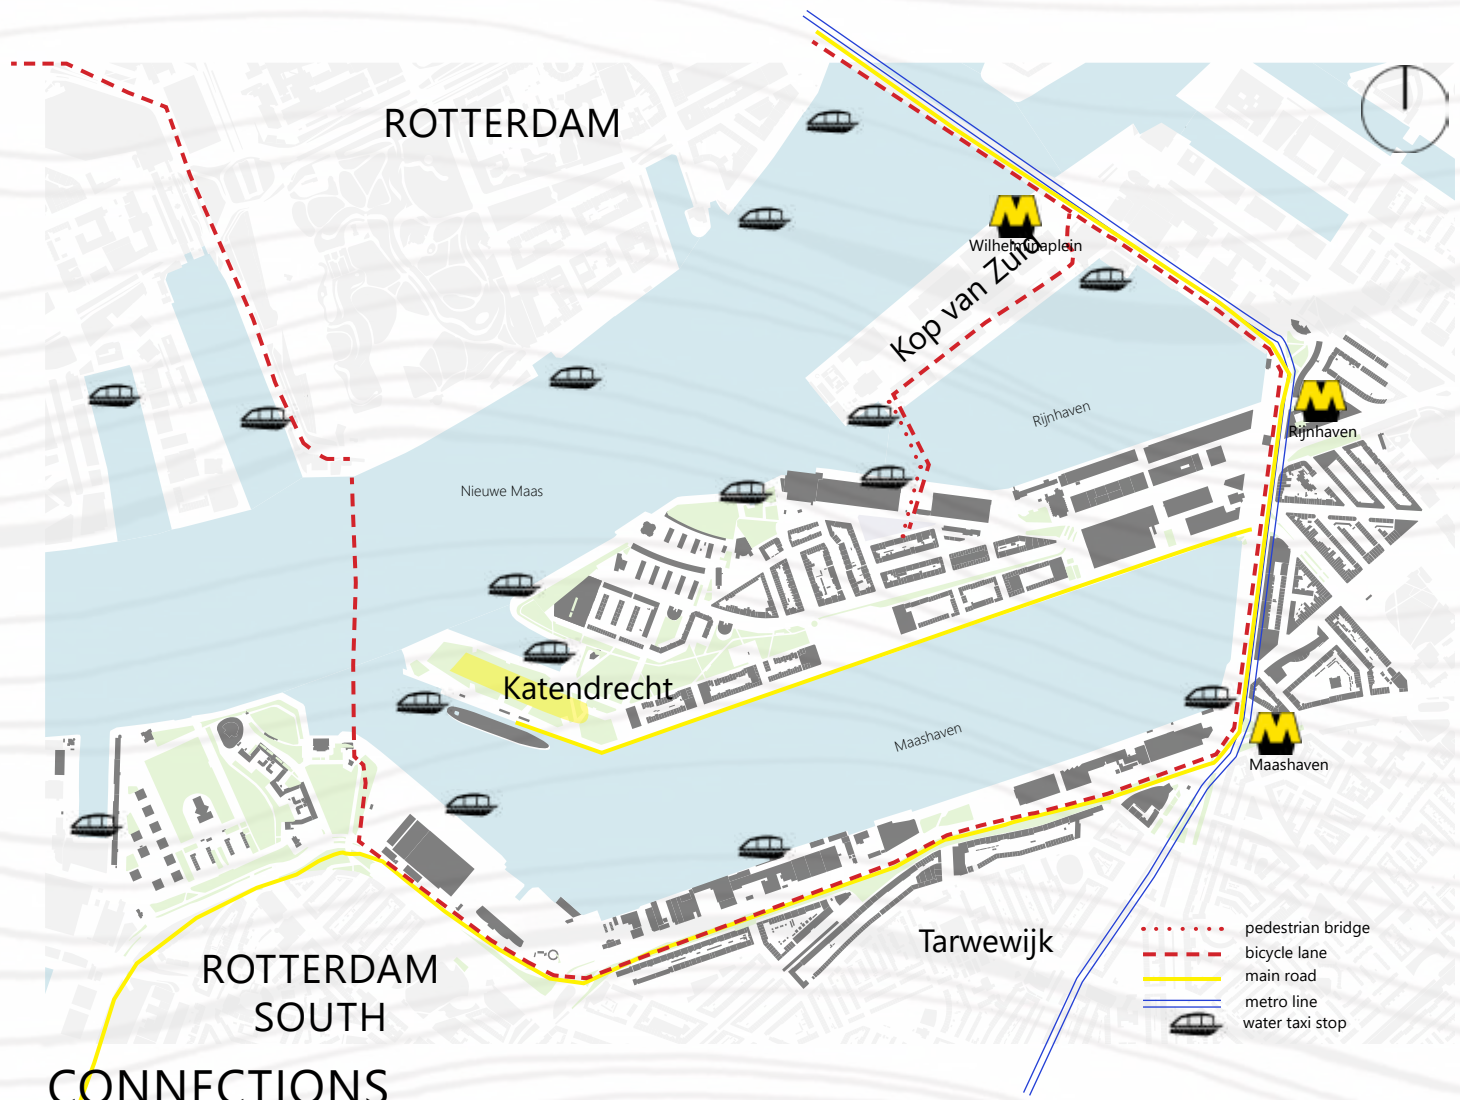 ROTTERDAM
Wilhelminaplein
Kop van Zuid
Rijnhaven
Rijnhaven
Nieuwe Maas
Katendrecht
Maashaven
Maashaven
Tarwewijk
ROTTERDAM
SOUTH
pedestrian bridge
bicycle lane
main road
metro line
water taxi stop
CONNECTIONS